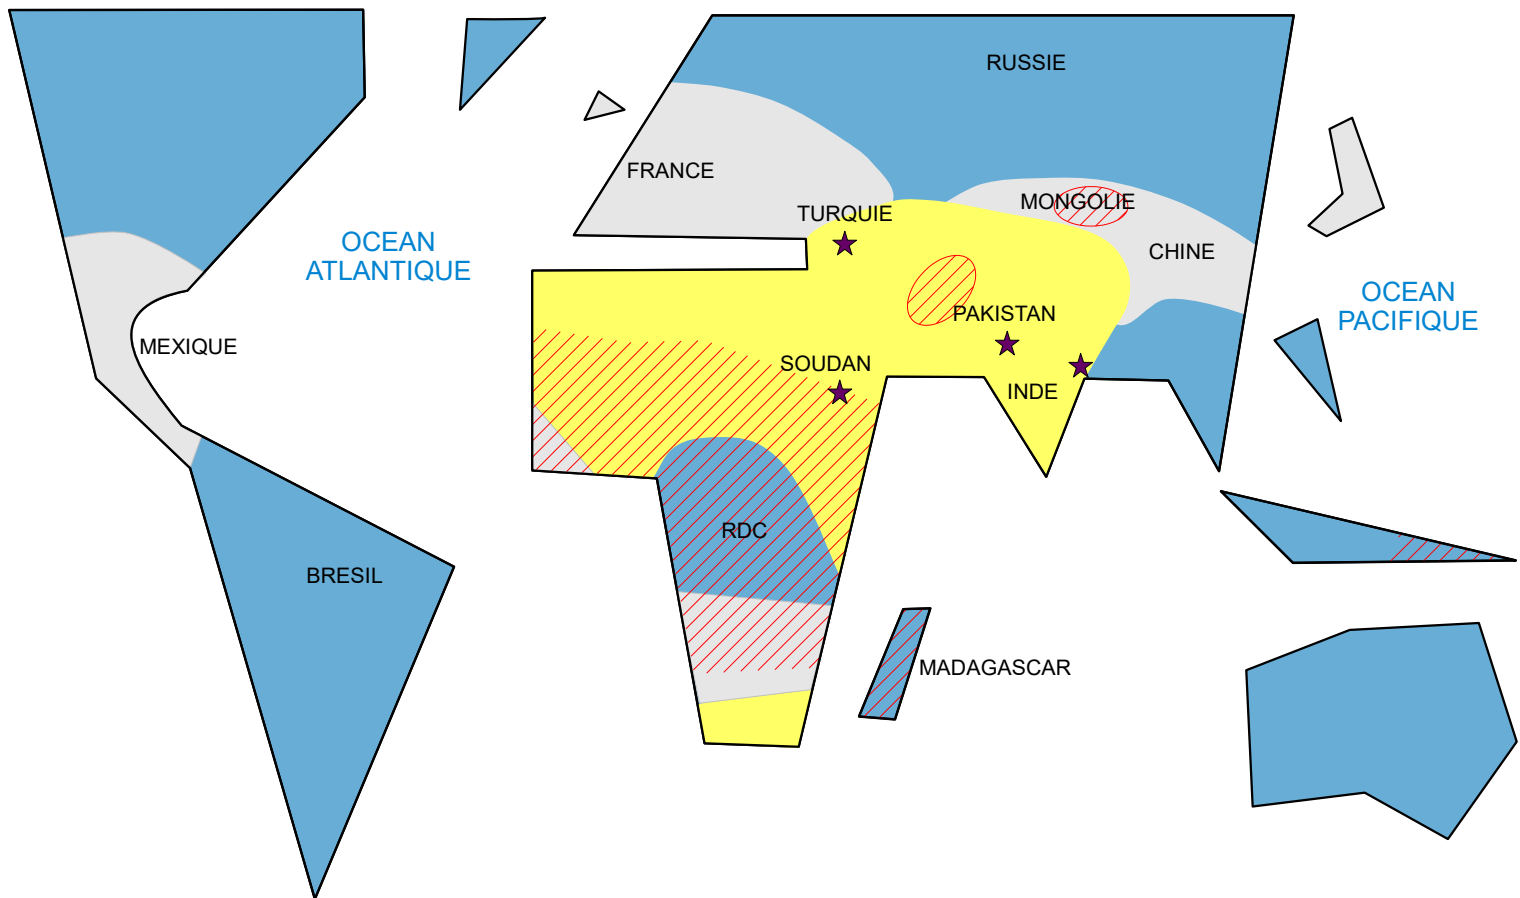 RUSSIE
FRANCE
MONGOLIE
TURQUIE
OCEAN
ATLANTIQUE
CHINE
OCEAN
PACIFIQUE
PAKISTAN
MEXIQUE
SOUDAN
INDE
RDC
BRESIL
MADAGASCAR